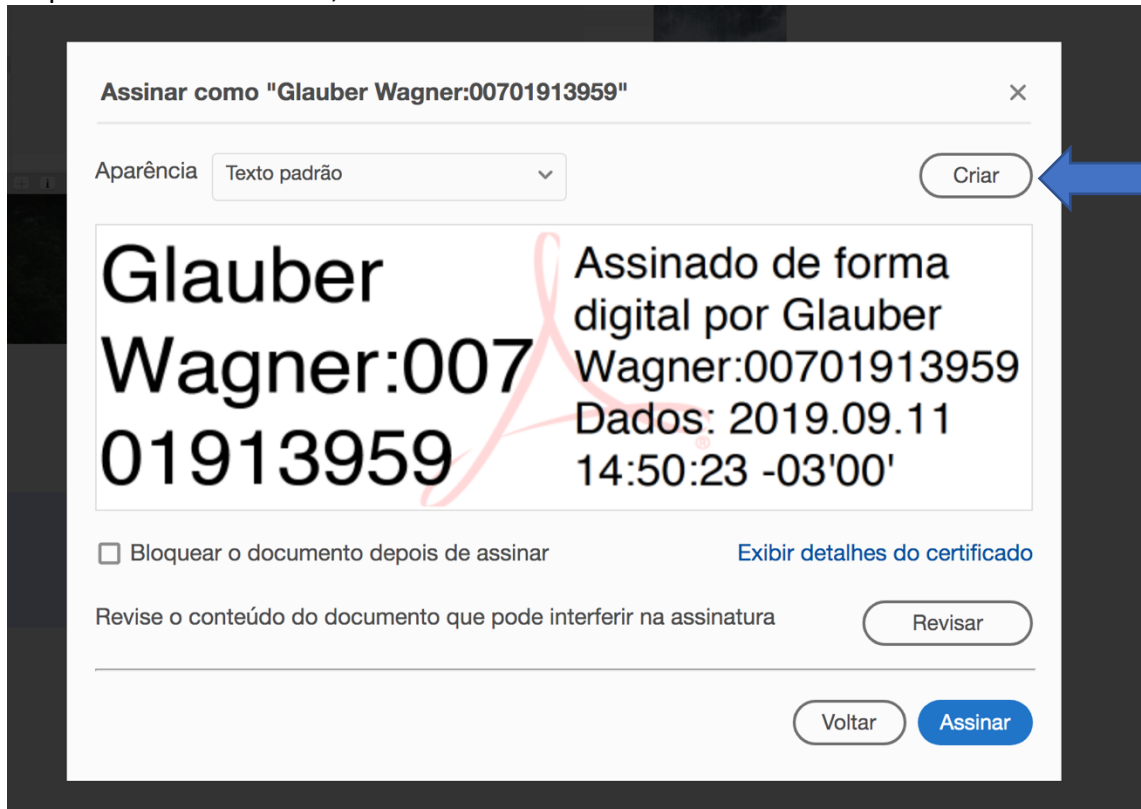 Assinar como "Glauber Wagner:00701913959"
Aparência
Texto padrão
Criar
Glauber
Wagner:007
01913959
Assinado de forma
digital por Glauber
Wagner:00701913959
Dados: 2019.09.11
14:50:23 -03'00'
Bloquear o documento depois de assinar
Exibir detalhes do certificado
Revise o conteúdo do documento que pode interferir na assinatura
Revisar
Voltar
Assinar